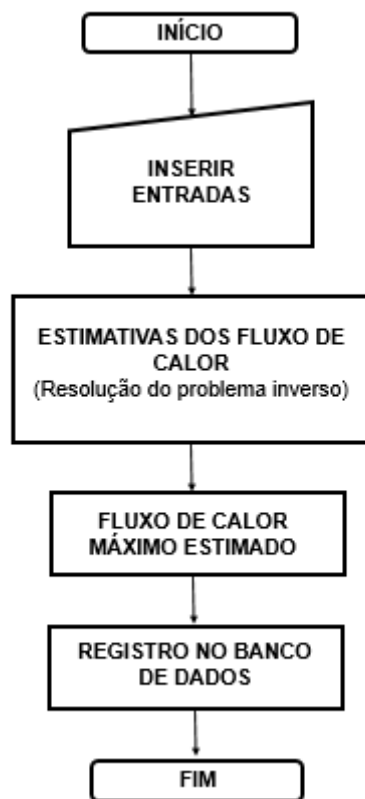 INÍCIO
INSERIR
ENTRADAS
ESTIMATIVAS DOS FLUXO DE
CALOR
(Resolução do problema inverso)
FLUXO DE CALOR
MÁXIMO ESTIMADO
REGISTRO NO BANCO
DE DADOS
FIM